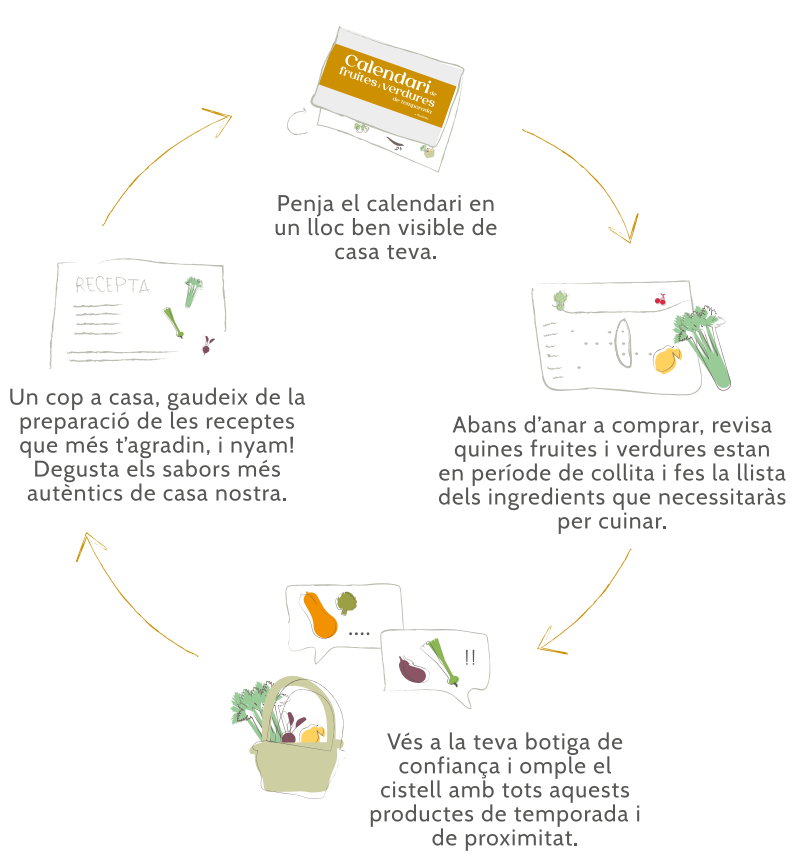 Calendari de
fruites i verdures
de temporada
Penja el calendari en
un lloc ben visible de
casa teva.
Abans d’anar a comprar, revisa
quines fruites i verdures estan
en període de collita i fes la llista
dels ingredients que necessitaràs
per cuinar.
....
!!
Vés a la teva botiga de
confiança i omple el
cistell amb tots aquests
productes de temporada i
de proximitat.
RECEPTA
Un cop a casa, gaudeix de la
preparació de les receptes
que més t’agradin, i nyam!
Degusta els sabors més
autèntics de casa nostra.